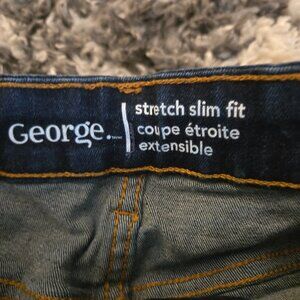 George.
stretch slim fit
coupe étroite
extensible